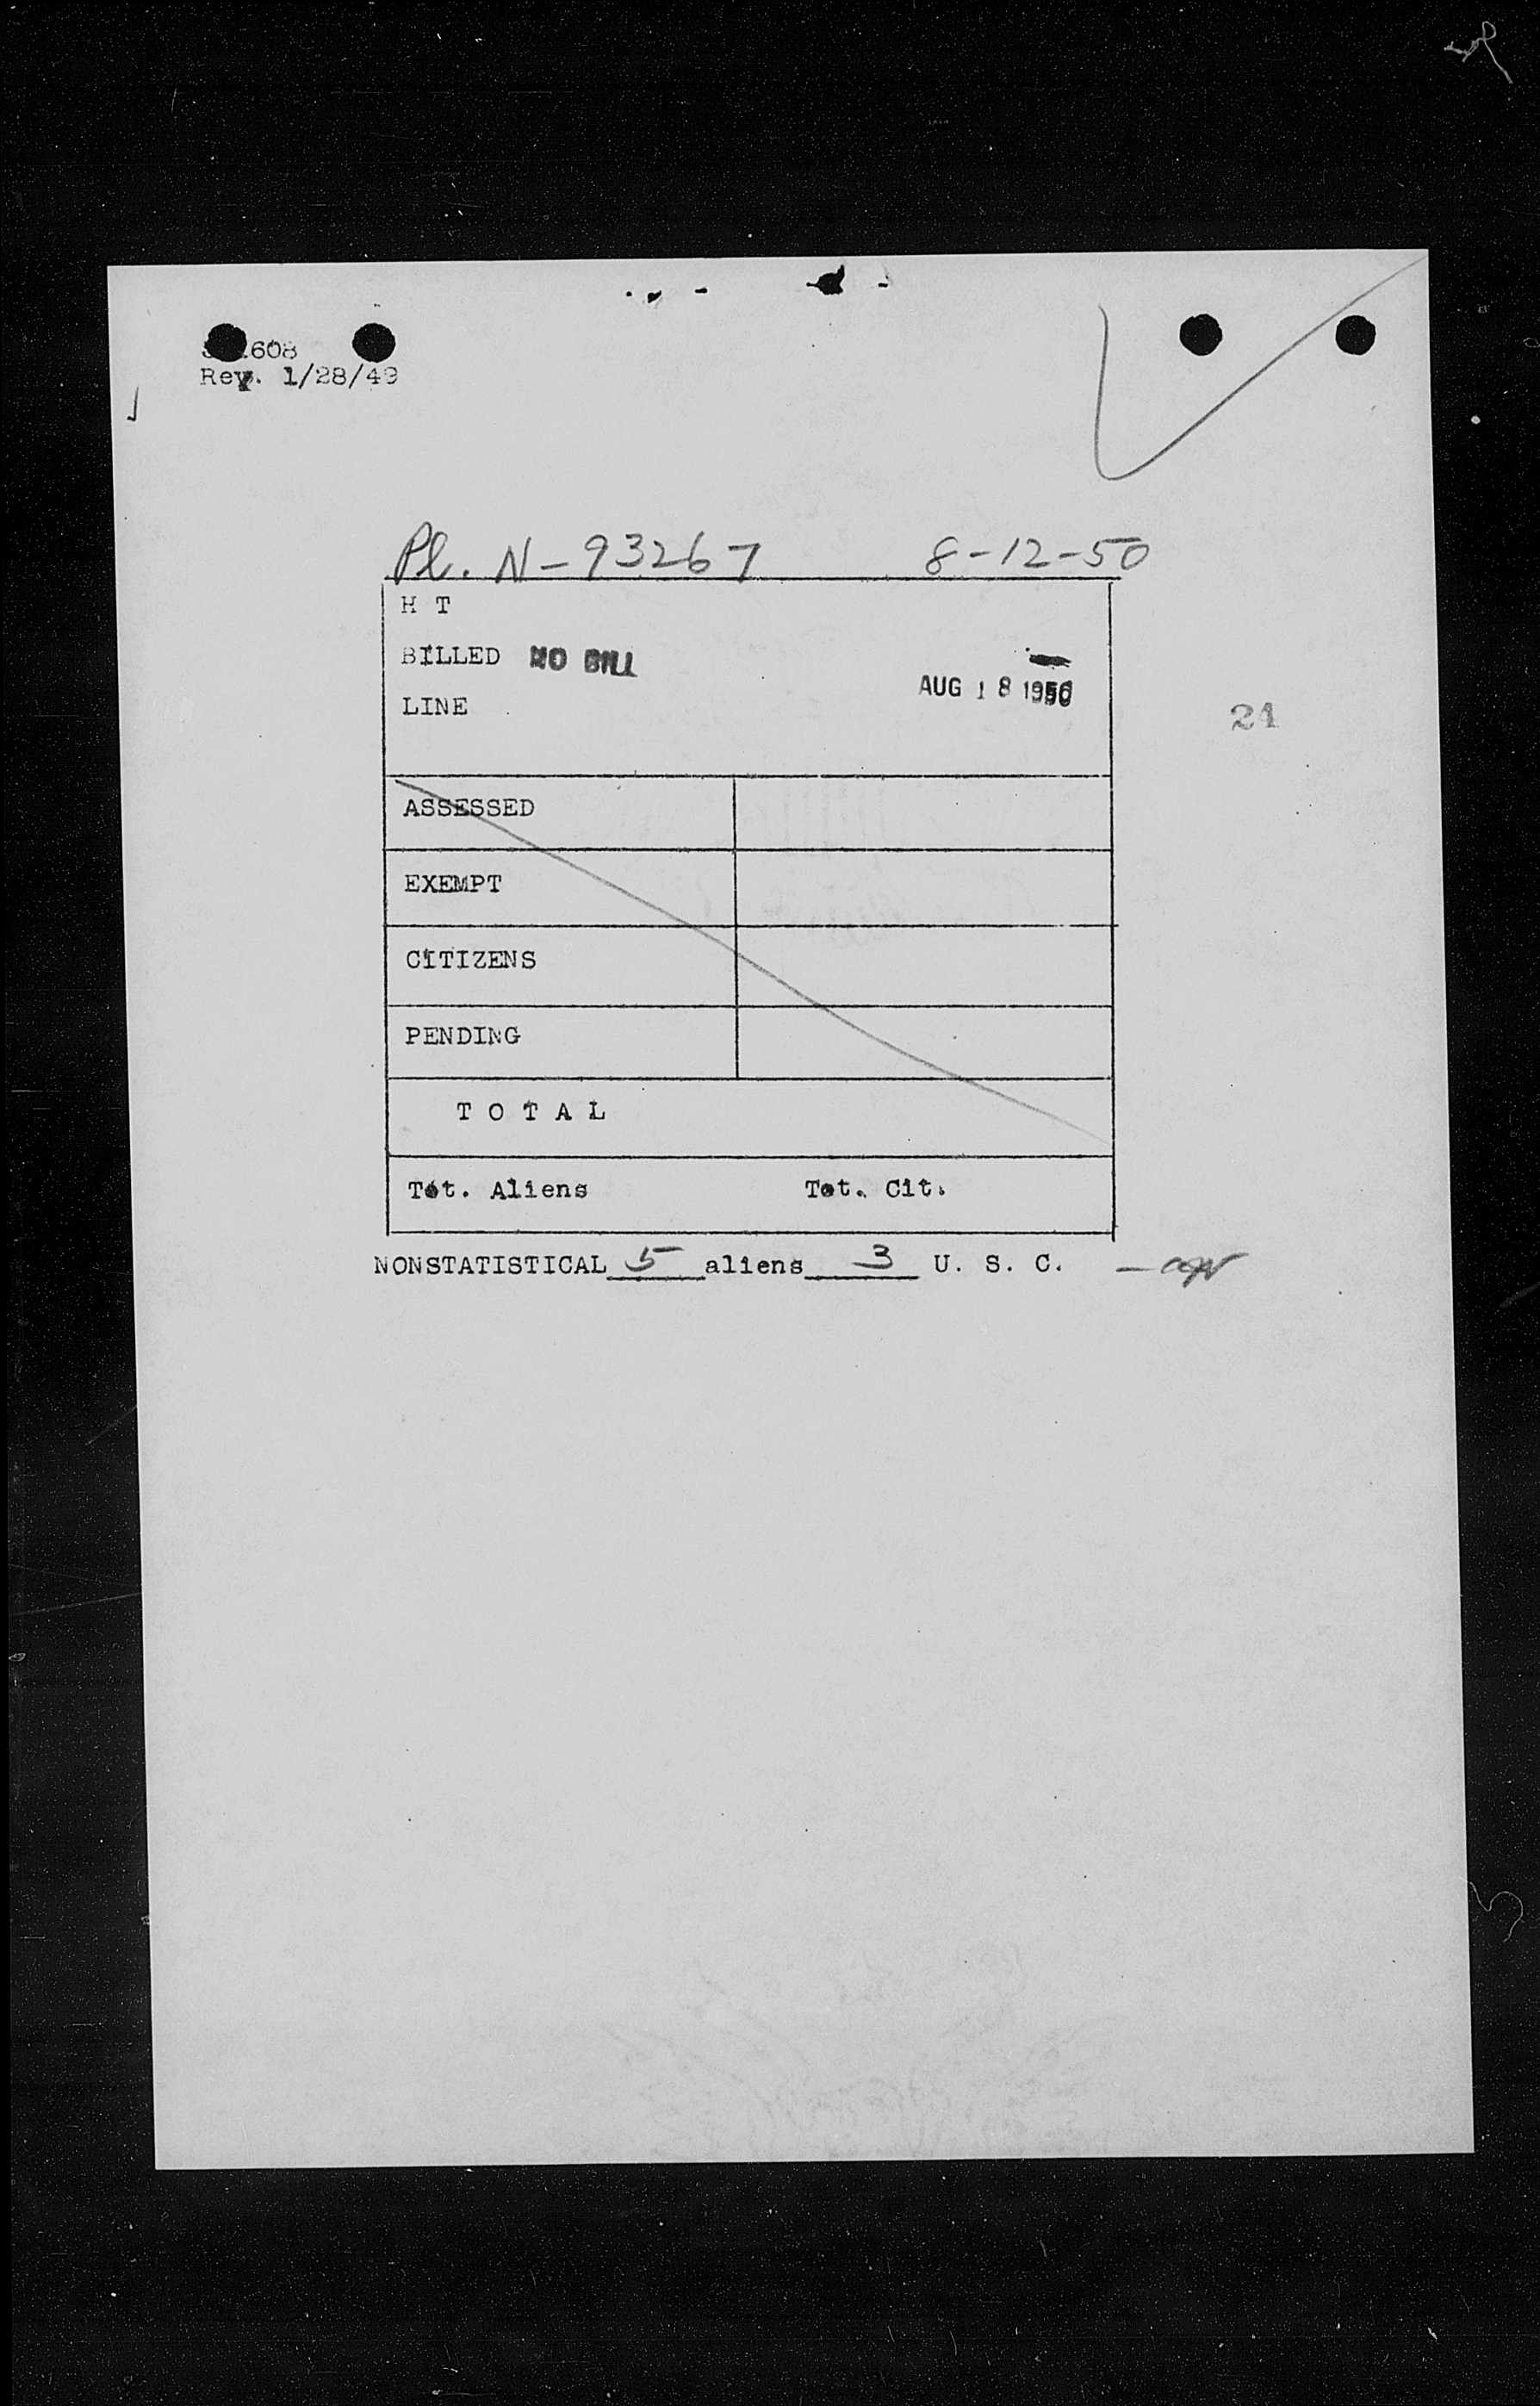 608
Rev. 1/28/49
Pl. N-93267 8-12-50
H T
BILLED NO BILL
AUG 18 1950
LINE
24
ASSESSED
EXEMPT
CITIZENS
PENDING
T O T A L
Tot. Aliens Tot. Cit.
NONSTATISTICAL 5 aliens 3 U. S. C.